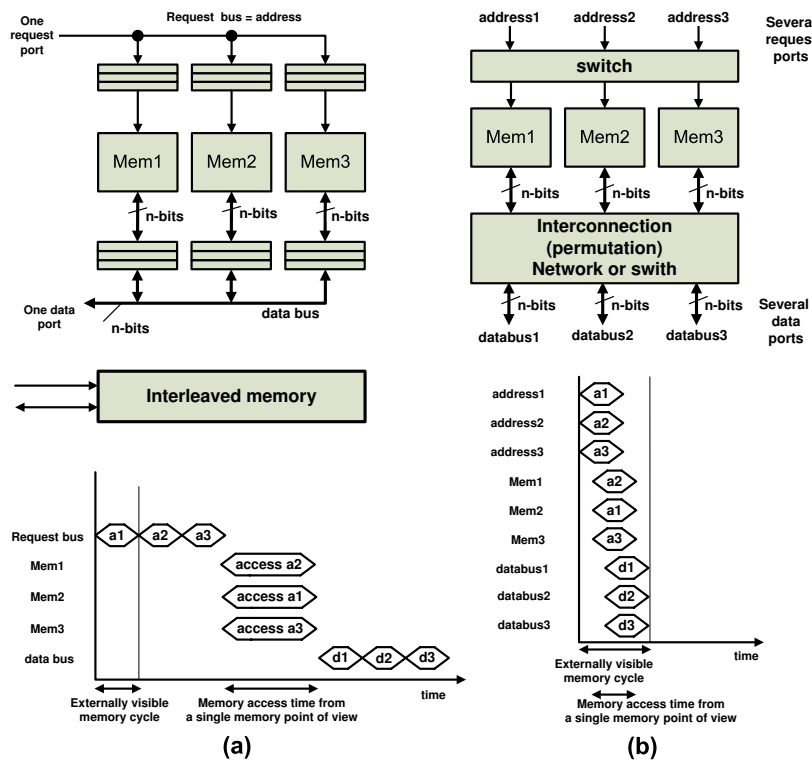 One
request
port
Request bus = address
Mem1
Mem2
Mem3
n-bits
n-bits
n-bits
One data
port
n-bits
data bus
Interleaved memory
Request bus
a1
a2
a3
Mem1
access a2
Mem2
access a1
Mem3
access a3
data bus
d1
d2
d3
time
Externally visible
memory cycle
Memory access time from
a single memory point of view
(a)
address1
address2
address3
Severa
reques
ports
switch
Mem1
Mem2
Mem3
n-bits
n-bits
n-bits
Interconnection
(permutation)
Network or swith
n-bits
n-bits
n-bits
databus1
databus2
databus3
Several
data
ports
address1
a1
address2
a2
address3
a3
Mem1
a2
Mem2
a1
Mem3
a3
databus1
d1
databus2
d2
databus3
d3
time
Externally visible
memory cycle
Memory access time from
a single memory point of view
(b)